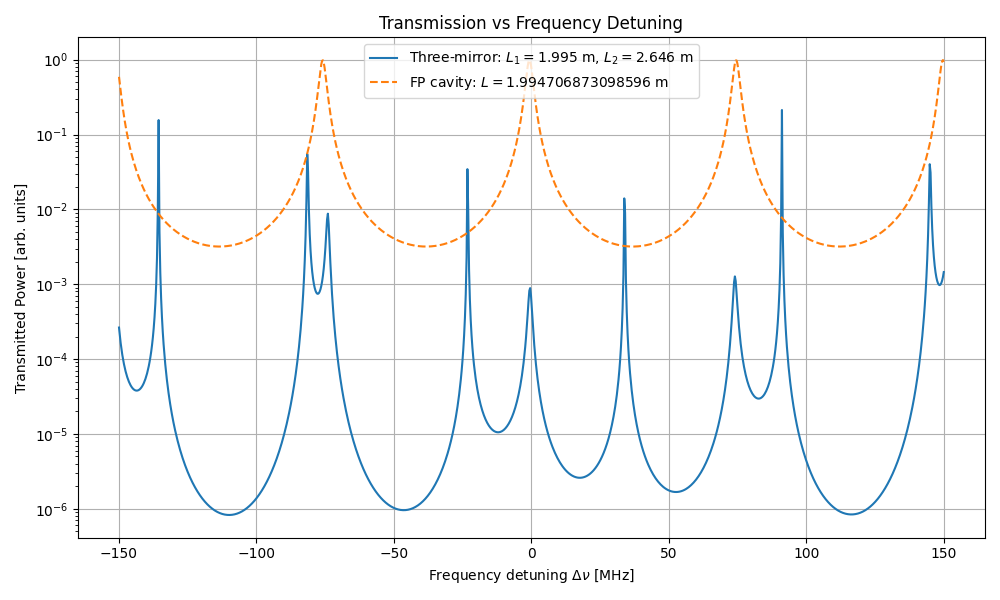 Transmission vs Frequency Detuning
Three-mirror: L₁ = 1.995 m, L₂ = 2.646 m
FP cavity: L = 1.994706873098596 m
Transmitted Power [arb. units]
10⁰
10⁻¹
10⁻²
10⁻³
10⁻⁴
10⁻⁵
10⁻⁶
−150 −100 −50 0 50 100 150
Frequency detuning Δν [MHz]